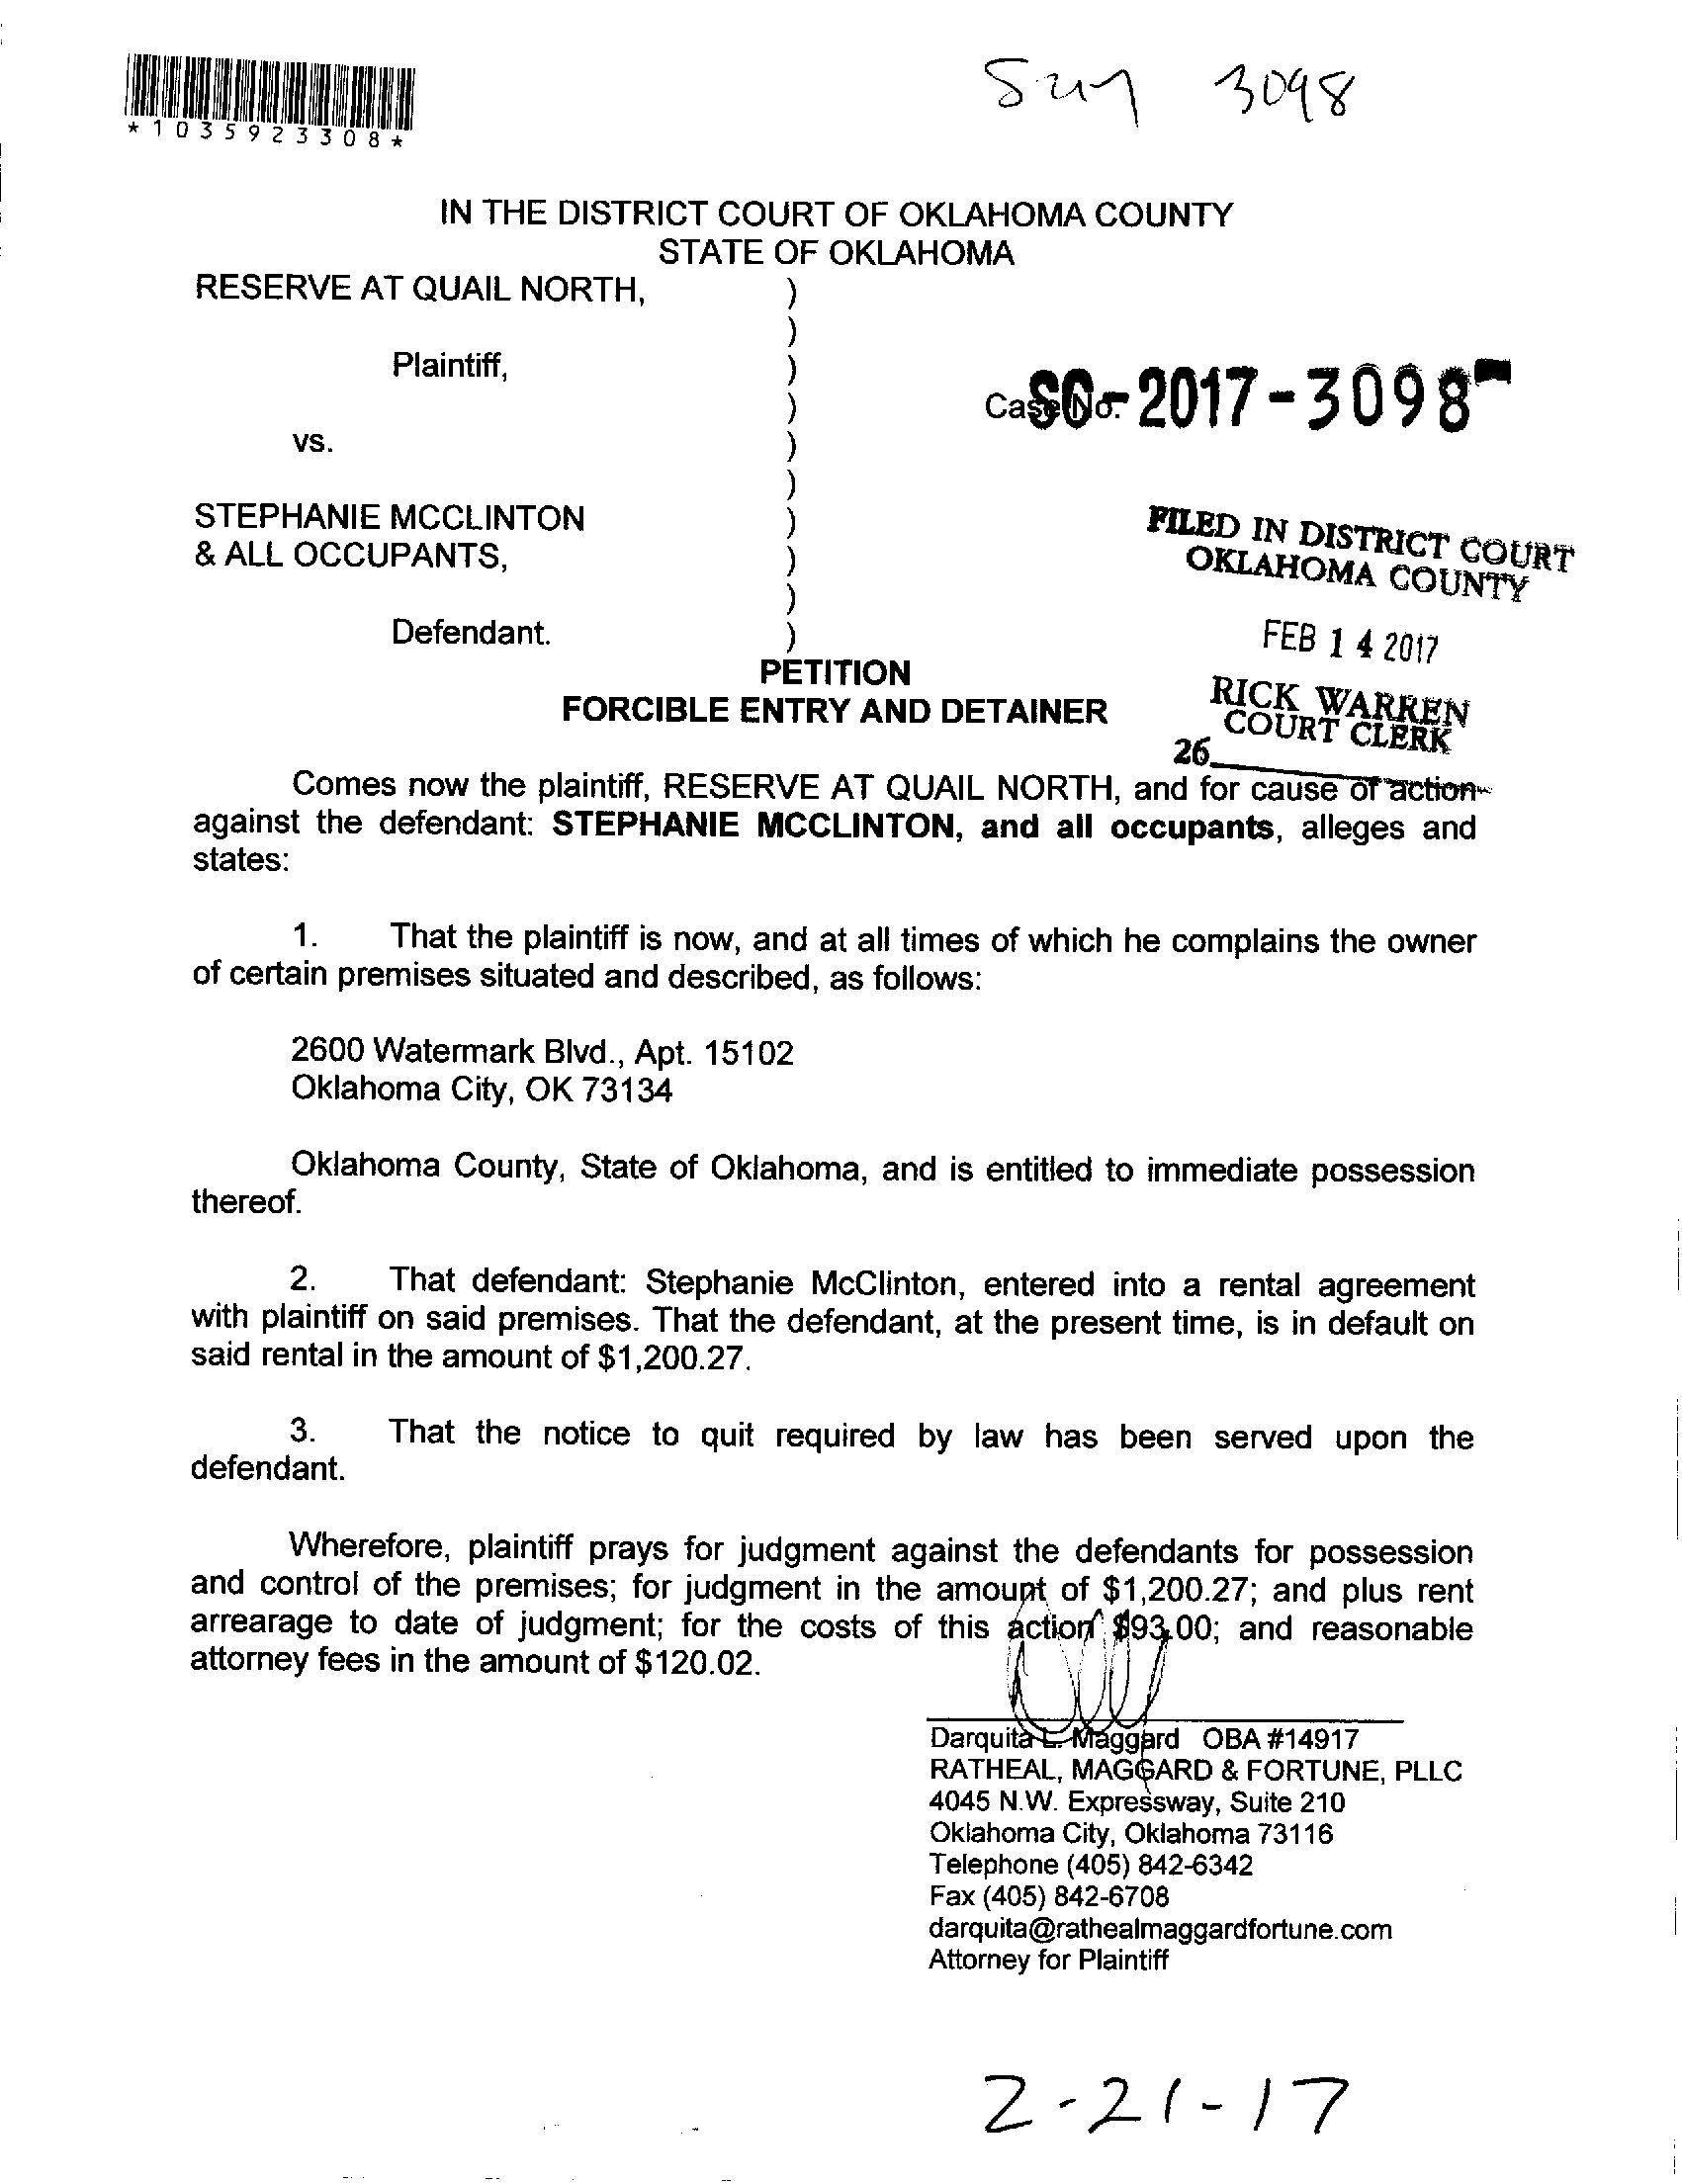 *1035923308*
3098
IN THE DISTRICT COURT OF OKLAHOMA COUNTY
STATE OF OKLAHOMA
RESERVE AT QUAIL NORTH, )
)
Plaintiff, )
)
vs. )
)
STEPHANIE MCCLINTON )
& ALL OCCUPANTS, )
)
Defendant. )
Case No. SC-2017-3098
FILED IN DISTRICT COURT
OKLAHOMA COUNTY
FEB 14 2017
RICK WARREN
COURT CLERK
26
PETITION
FORCIBLE ENTRY AND DETAINER
Comes now the plaintiff, RESERVE AT QUAIL NORTH, and for cause of action
against the defendant: STEPHANIE MCCLINTON, and all occupants, alleges and
states:
1. That the plaintiff is now, and at all times of which he complains the owner
of certain premises situated and described, as follows:
2600 Watermark Blvd., Apt. 15102
Oklahoma City, OK 73134
Oklahoma County, State of Oklahoma, and is entitled to immediate possession
thereof.
2. That defendant: Stephanie McClinton, entered into a rental agreement
with plaintiff on said premises. That the defendant, at the present time, is in default on
said rental in the amount of $1,200.27.
3. That the notice to quit required by law has been served upon the
defendant.
Wherefore, plaintiff prays for judgment against the defendants for possession
and control of the premises; for judgment in the amount of $1,200.27; and plus rent
arrearage to date of judgment; for the costs of this action $93.00; and reasonable
attorney fees in the amount of $120.02.
Darquita L. Maggard OBA #14917
RATHEAL, MAGGARD & FORTUNE, PLLC
4045 N.W. Expressway, Suite 210
Oklahoma City, Oklahoma 73116
Telephone (405) 842-6342
Fax (405) 842-6708
darquita@rathealmaggardfortune.com
Attorney for Plaintiff
2-21-17